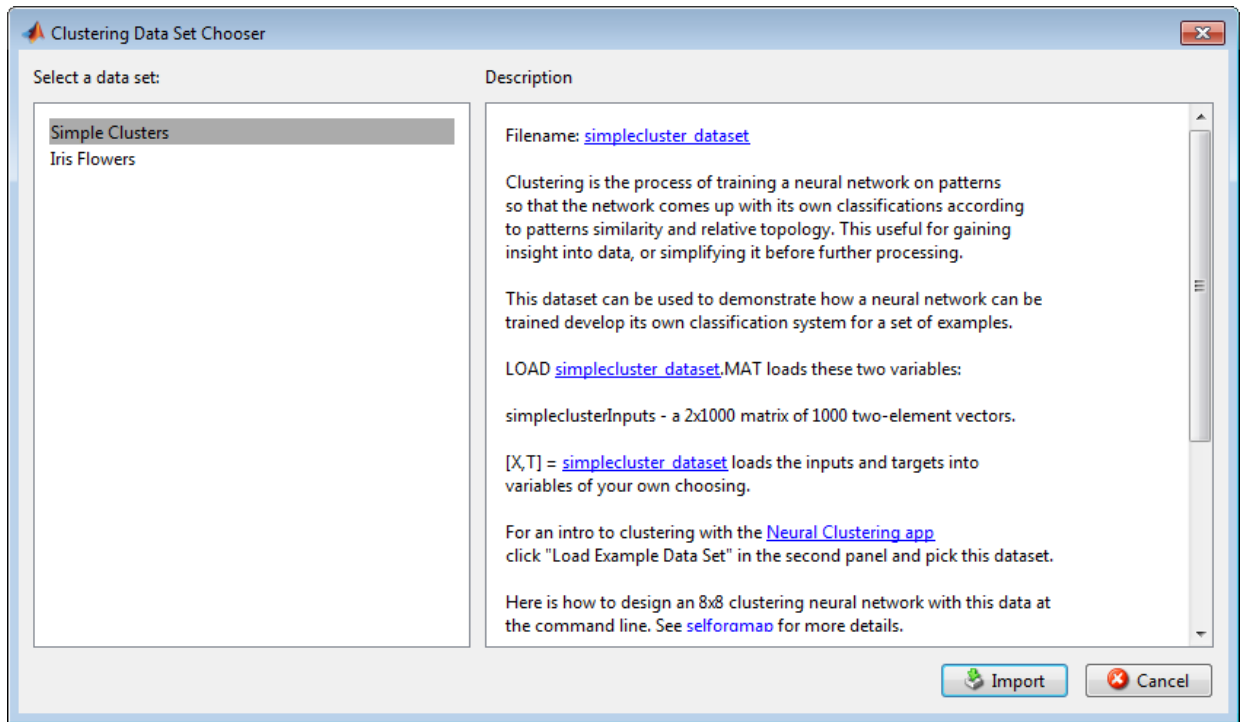 Clustering Data Set Chooser
Select a data set:
Simple Clusters
Iris Flowers
Description
Filename: simplecluster_dataset
Clustering is the process of training a neural network on patterns
so that the network comes up with its own classifications according
to patterns similarity and relative topology. This useful for gaining
insight into data, or simplifying it before further processing.
This dataset can be used to demonstrate how a neural network can be
trained develop its own classification system for a set of examples.
LOAD simplecluster_dataset.MAT loads these two variables:
simpleclusterInputs - a 2x1000 matrix of 1000 two-element vectors.
[X,T] = simplecluster_dataset loads the inputs and targets into
variables of your own choosing.
For an intro to clustering with the Neural Clustering app
click "Load Example Data Set" in the second panel and pick this dataset.
Here is how to design an 8x8 clustering neural network with this data at
the command line. See selforgmap for more details.
Import
Cancel